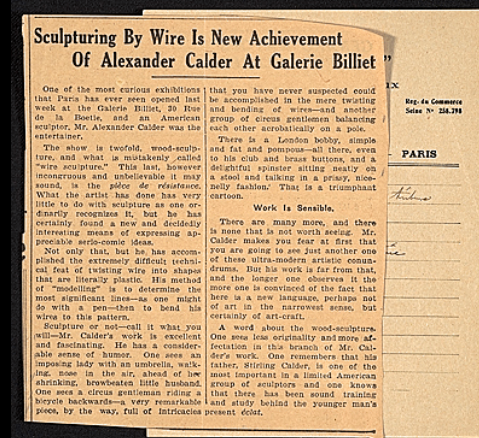 Sculpturing By Wire Is New Achievement
Of Alexander Calder At Galerie Billiet
One of the most curious exhibitions
that Paris has ever seen opened last
week at the Galerie Billiet, 30 Rue
de la Boetie, and an American
sculptor, Mr. Alexander Calder was the
entertainer.
The show is twofold, wood-sculp-
ture, and what is mistakenly called
"wire sculpture." This last, however
incongruous and unbelievable it may
sound, is the pièce de résistance.
What the artist has done has very
little to do with sculpture as one or-
dinarily recognizes it, but he has
certainly found a new and decidedly
interesting means of expressing ap-
preciable serio-comic ideas.
Not only that, but he has ac-
complished the extremely difficult techni-
cal feat of twisting wire into shapes
that are literally plastic. His method
of "modelling" is to determine the
most significant lines—as one might
do with a pen—then to bend his
wires to this pattern.
Sculpture or not—call it what you
will—Mr. Calder's work is excellent
and fascinating. He has a consider-
able sense of humor. One sees an
imposing lady with an umbrella, walk-
ing, nose in the air, ahead of her
shrinking, browbeaten little husband.
One sees a circus gentleman riding a
bicycle backwards—a very remarkable
piece, by the way, full of intricacies
that you have never suspected could
be accomplished in the mere twisting
and bending of wires—and another
group of circus gentlemen balancing
each other acrobatically on a pole.
There is a London bobby, simple
and fat and pompous—all there, even
to his club and brass buttons, and a
delightful spinster sitting neatly on
a stool and talking in a prissy, nice-
nelly fashion. That is a triumphant
cartoon.
Work Is Sensible.
There are many more, and there
is none that is not worth seeing. Mr.
Calder makes you fear at first that
you are going to see just another one
of these ultra-modern artistic conun-
drums. But his work is far from that,
and the longer one observes it the
more one is convinced of the fact that
here is a new language, perhaps not
of art in the narrowest sense, but
certainly of art-craft.
A word about the wood-sculpture.
One sees less originality and more af-
fectation in this branch of Mr. Cal-
der's work. One remembers that his
father, Stirling Calder, is one of the
most important in a limited American
group of sculptors and one knows
that there has been sound training
and study behind the younger man's
present éclat.
Reg. du Commerce
Seine No 258.798
PARIS